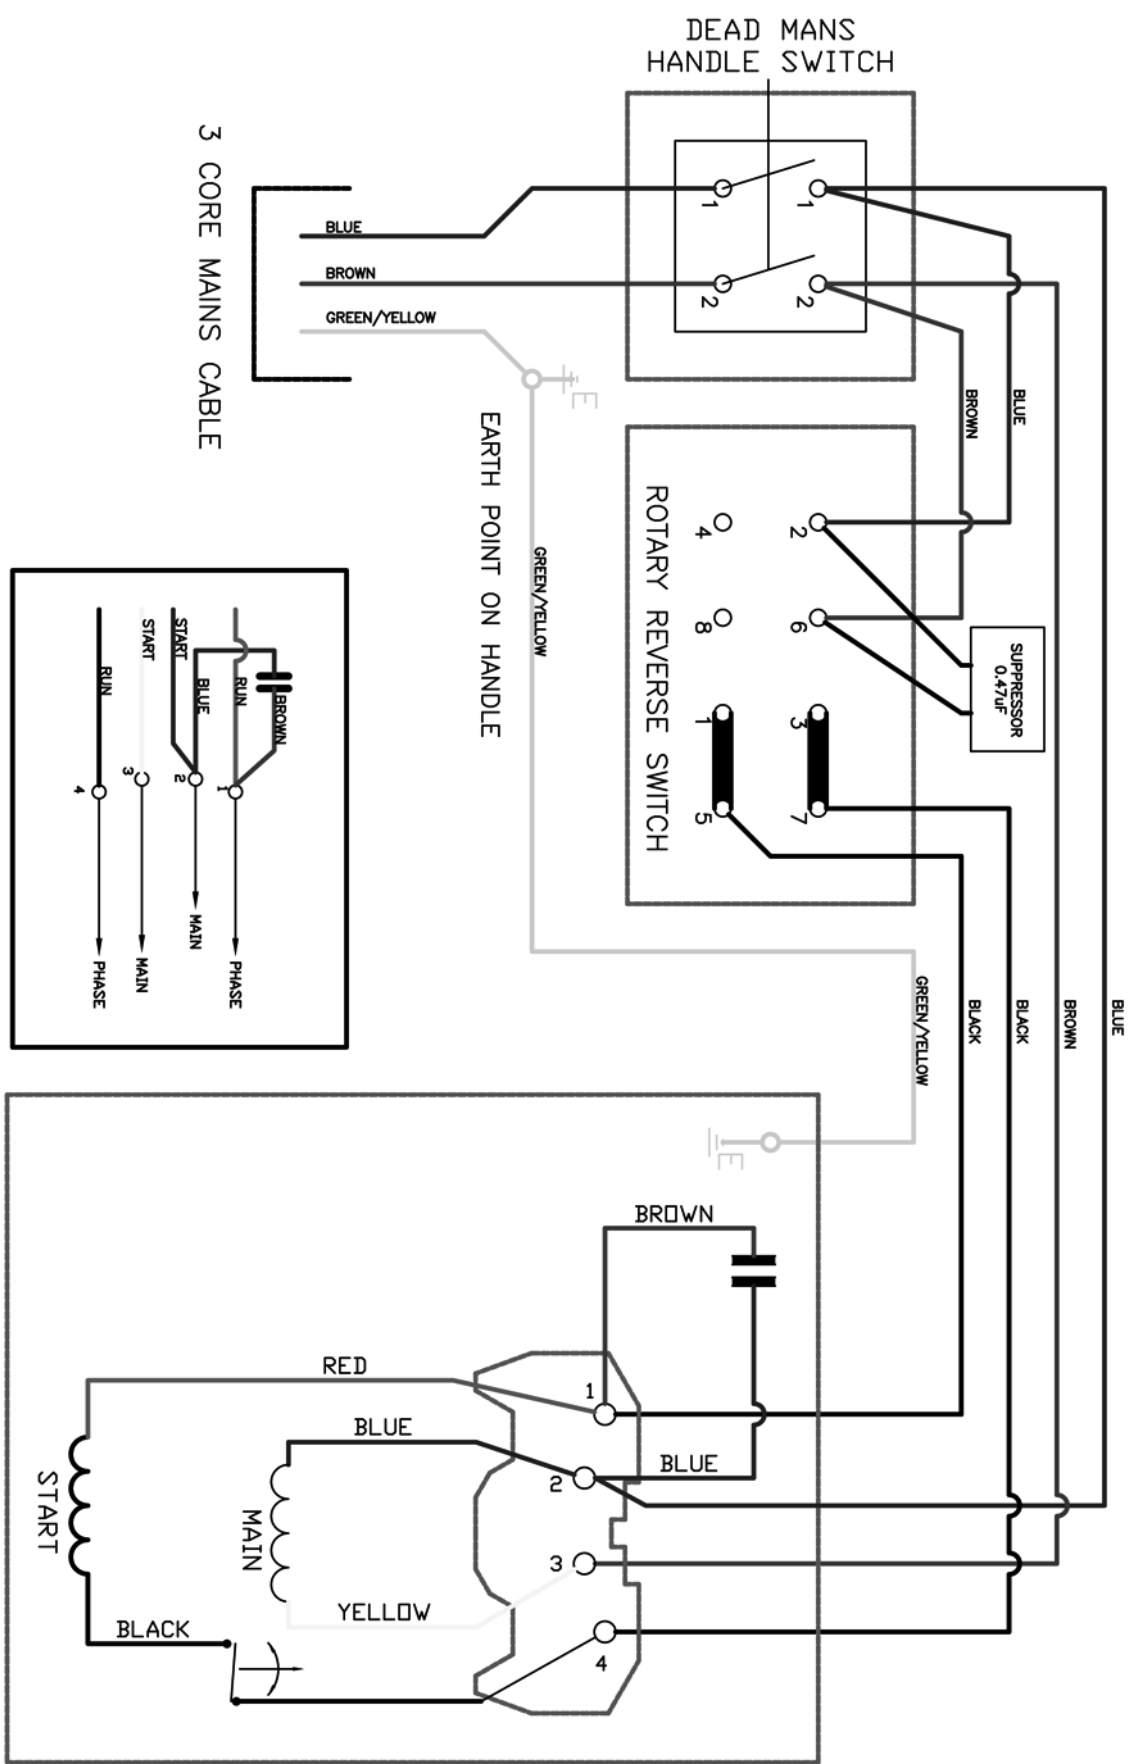 DEAD MANS
HANDLE SWITCH
3 CORE MAINS CABLE
BLUE
BROWN
GREEN/YELLOW
1
1
2
2
E
EARTH POINT ON HANDLE
GREEN/YELLOW
BROWN
BLUE
ROTARY REVERSE SWITCH
4
2
8
6
1
3
5
7
SUPPRESSOR
0.47uF
START
START
RUN
BLUE
RUN
BROWN
4
3
2
1
PHASE
MAIN
MAIN
PHASE
GREEN/YELLOW
BLACK
BLACK
BROWN
BLUE
E
BROWN
RED
1
BLUE
BLUE
2
START
MAIN
3
YELLOW
BLACK
4